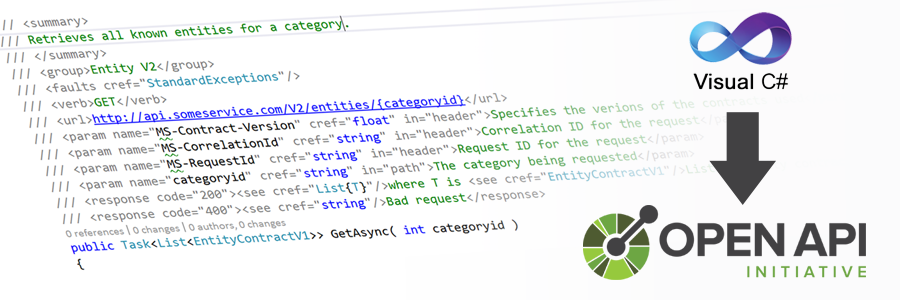 /// <summary>
/// Retrieves all known entities for a category.
/// </summary>
/// <group>Entity V2</group>
/// <faults cref="StandardExceptions"/>
/// <verb>GET</verb>
/// <url>http://api.someservice.com/V2/entities/{categoryid}</url>
/// <param name="MS-Contract-Version" cref="float" in="header">Specifies the verions of the contract
/// <param name="MS-CorrelationId" cref="string" in="header">Correlation ID for the request</param>
/// <param name="MS-RequestId" cref="string" in="header">Request ID for the request</param>
/// <param name="categoryid" cref="string" in="path">The category being requested</param>
/// <response code="200"><see cref="List{T}"/>where T is <see cref="EntityContractV1"/>
/// <response code="400"><see cref="string"/>Bad request</response>
0 references | 0 changes | 0 authors, 0 changes
public Task<List<EntityContractV1>> GetAsync( int categoryid )
{
Visual C#
OPEN API
INITIATIVE